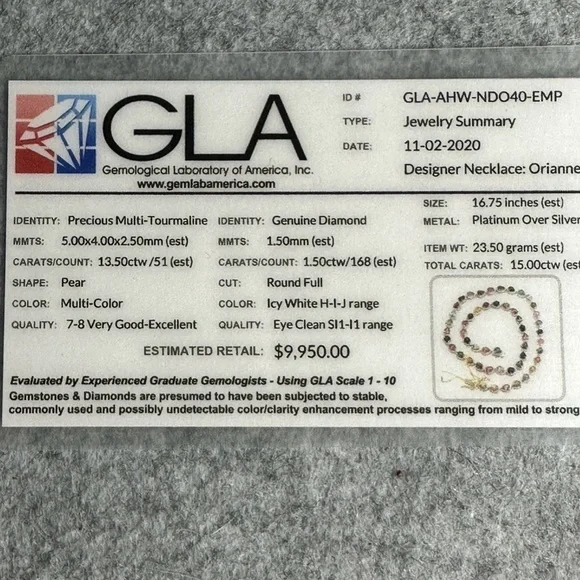 GLA
Gemological Laboratory of America, Inc.
www.gemlabamerica.com
ID # GLA-AHW-NDO40-EMP
TYPE: Jewelry Summary
DATE: 11-02-2020
Designer Necklace: Orianne
SIZE: 16.75 inches (est)
METAL: Platinum Over Silver
ITEM WT: 23.50 grams (est)
TOTAL CARATS: 15.00ctw (est
IDENTITY: Precious Multi-Tourmaline
MMTS: 5.00x4.00x2.50mm (est)
CARATS/COUNT: 13.50ctw /51 (est)
SHAPE: Pear
COLOR: Multi-Color
QUALITY: 7-8 Very Good-Excellent
IDENTITY: Genuine Diamond
MMTS: 1.50mm (est)
CARATS/COUNT: 1.50ctw/168 (est)
CUT: Round Full
COLOR: Icy White H-I-J range
QUALITY: Eye Clean SI1-I1 range
ESTIMATED RETAIL: $9,950.00
Evaluated by Experienced Graduate Gemologists - Using GLA Scale 1 - 10
Gemstones & Diamonds are presumed to have been subjected to stable,
commonly used and possibly undetectable color/clarity enhancement processes ranging from mild to strong